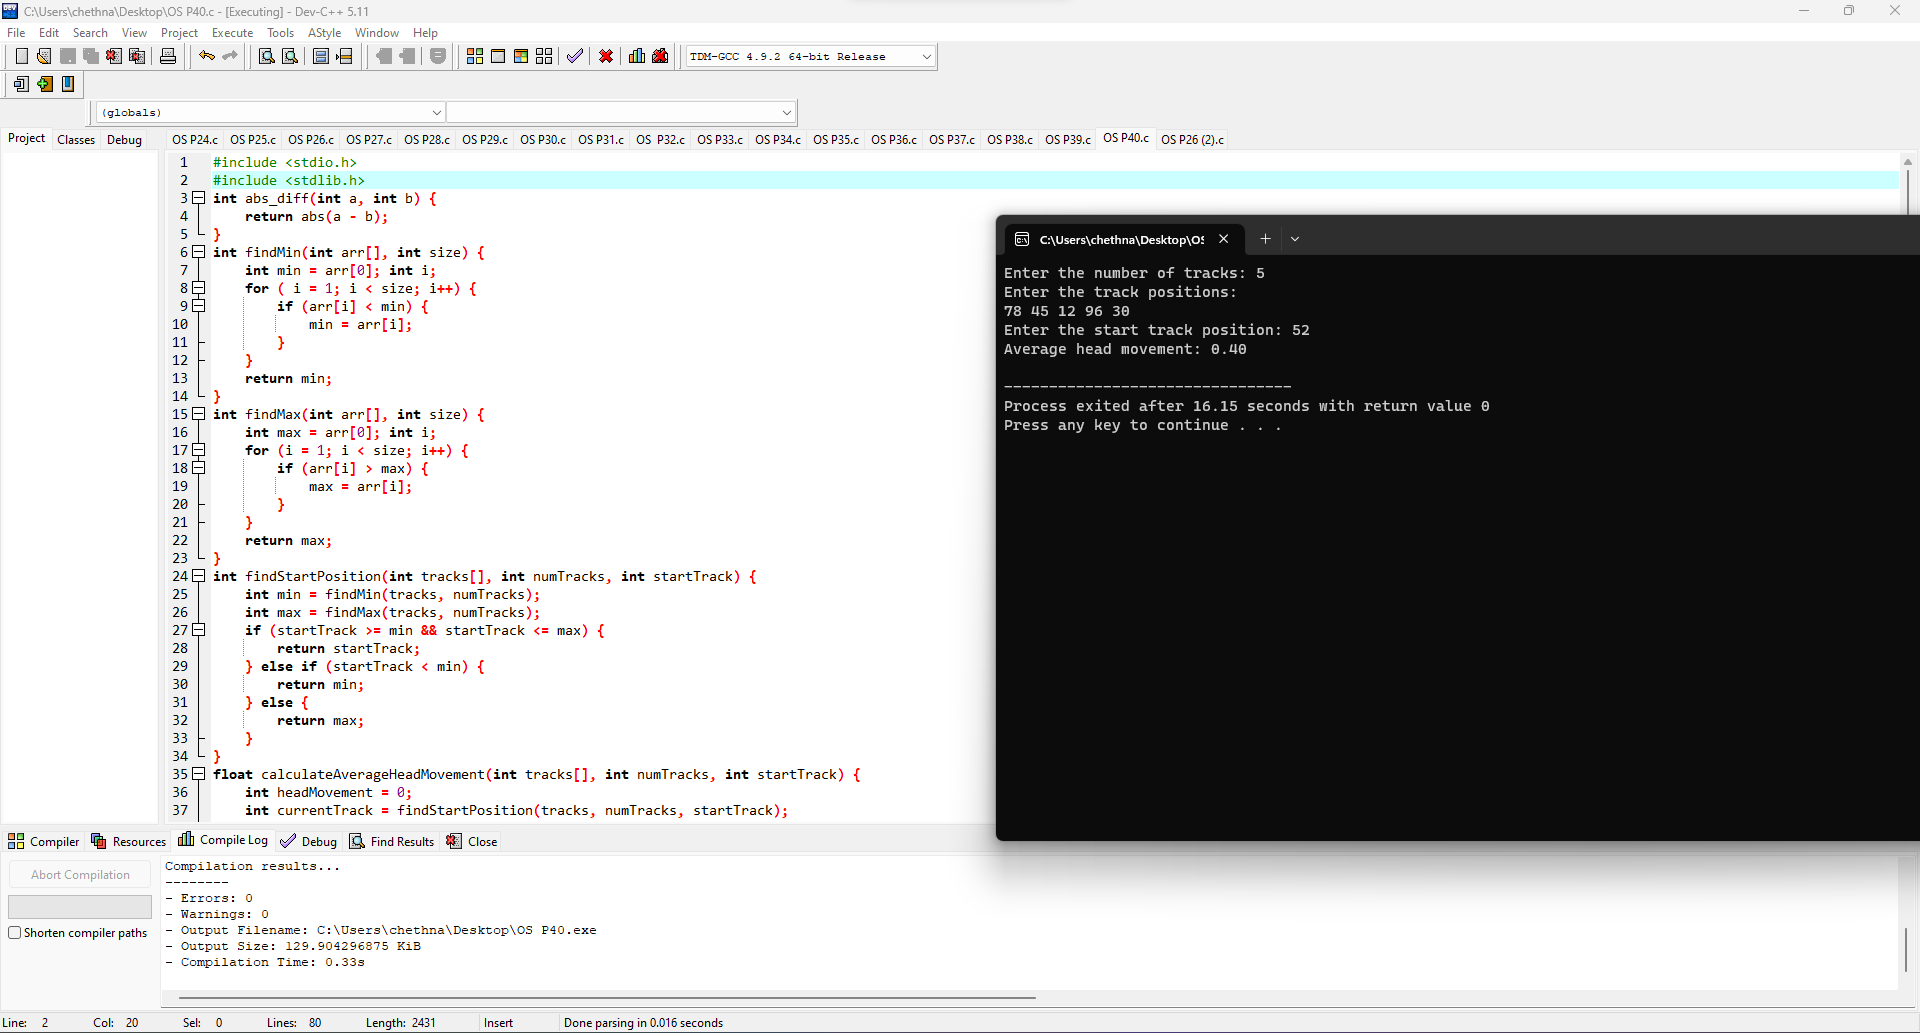 C:\Users\chethna\Desktop\OS P40.c - [Executing] - Dev-C++ 5.11
File Edit Search View Project Execute Tools AStyle Window Help
TDM-GCC 4.9.2 64-bit Release
(globals)
Project Classes Debug
OS P24.c OS P25.c OS P26.c OS P27.c OS P28.c OS P29.c OS P30.c OS P31.c OS P32.c OS P33.c OS P34.c OS P35.c OS P36.c OS P37.c OS P38.c OS P39.c OS P40.c OS P26 (2).c
1 #include <stdio.h>
2 #include <stdlib.h>
3 int abs_diff(int a, int b) {
4 return abs(a - b);
5 }
6 int findMin(int arr[], int size) {
7 int min = arr[0]; int i;
8 for ( i = 1; i < size; i++) {
9 if (arr[i] < min) {
10 min = arr[i];
11 }
12 }
13 return min;
14 }
15 int findMax(int arr[], int size) {
16 int max = arr[0]; int i;
17 for (i = 1; i < size; i++) {
18 if (arr[i] > max) {
19 max = arr[i];
20 }
21 }
22 return max;
23 }
24 int findStartPosition(int tracks[], int numTracks, int startTrack) {
25 int min = findMin(tracks, numTracks);
26 int max = findMax(tracks, numTracks);
27 if (startTrack >= min && startTrack <= max) {
28 return startTrack;
29 } else if (startTrack < min) {
30 return min;
31 } else {
32 return max;
33 }
34 }
35 float calculateAverageHeadMovement(int tracks[], int numTracks, int startTrack) {
36 int headMovement = 0;
37 int currentTrack = findStartPosition(tracks, numTracks, startTrack);
C:\Users\chethna\Desktop\OS
Enter the number of tracks: 5
Enter the track positions:
78 45 12 96 30
Enter the start track position: 52
Average head movement: 0.40
--------------------------------
Process exited after 16.15 seconds with return value 0
Press any key to continue . . .
Compiler Resources Compile Log Debug Find Results Close
Abort Compilation
Shorten compiler paths
Compilation results...
--------
- Errors: 0
- Warnings: 0
- Output Filename: C:\Users\chethna\Desktop\OS P40.exe
- Output Size: 129.904296875 KiB
- Compilation Time: 0.33s
Line: 2 Col: 20 Sel: 0 Lines: 80 Length: 2431 Insert Done parsing in 0.016 seconds